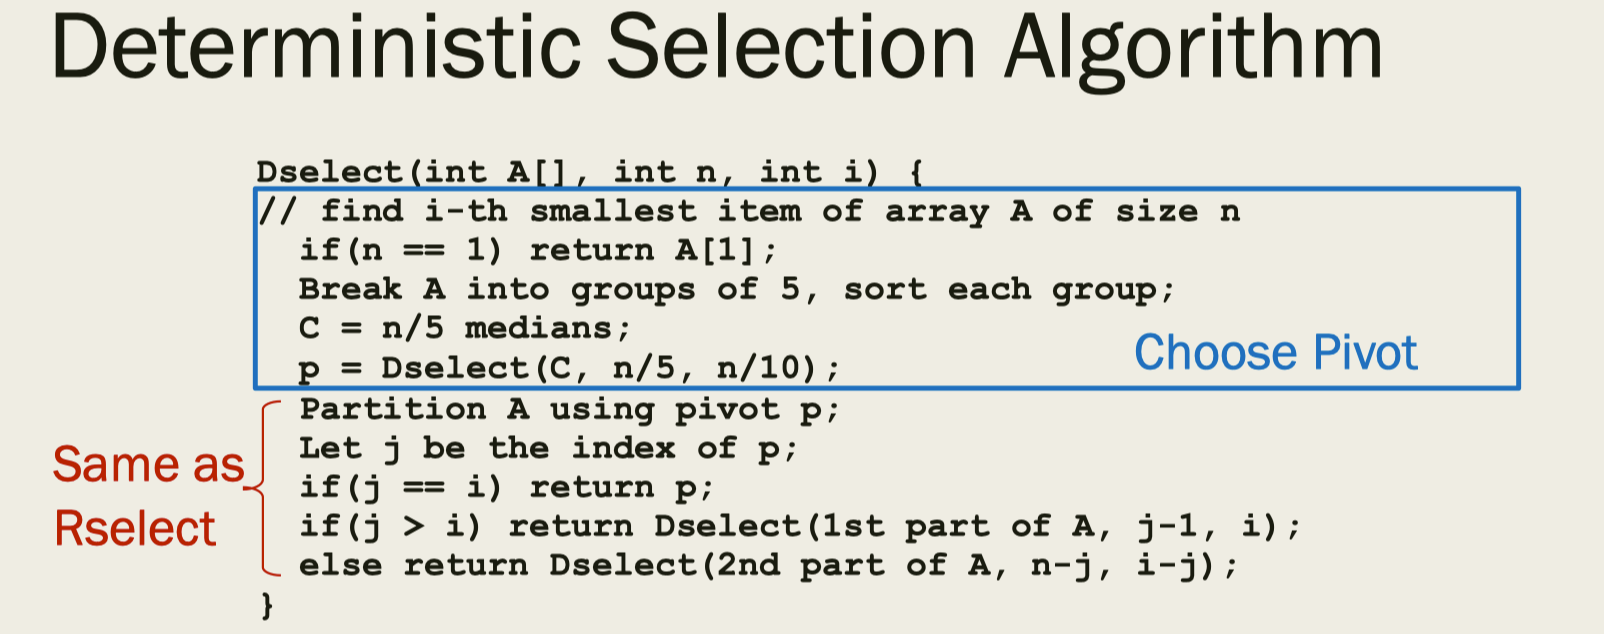 Deterministic Selection Algorithm
Dselect(int A[], int n, int i) {
// find i-th smallest item of array A of size n
if(n == 1) return A[1];
Break A into groups of 5, sort each group;
C = n/5 medians;
p = Dselect(C, n/5, n/10);
Choose Pivot
Partition A using pivot p;
Let j be the index of p;
if(j == i) return p;
if(j > i) return Dselect(1st part of A, j-1, i);
else return Dselect(2nd part of A, n-j, i-j);
}
Same as
Rselect